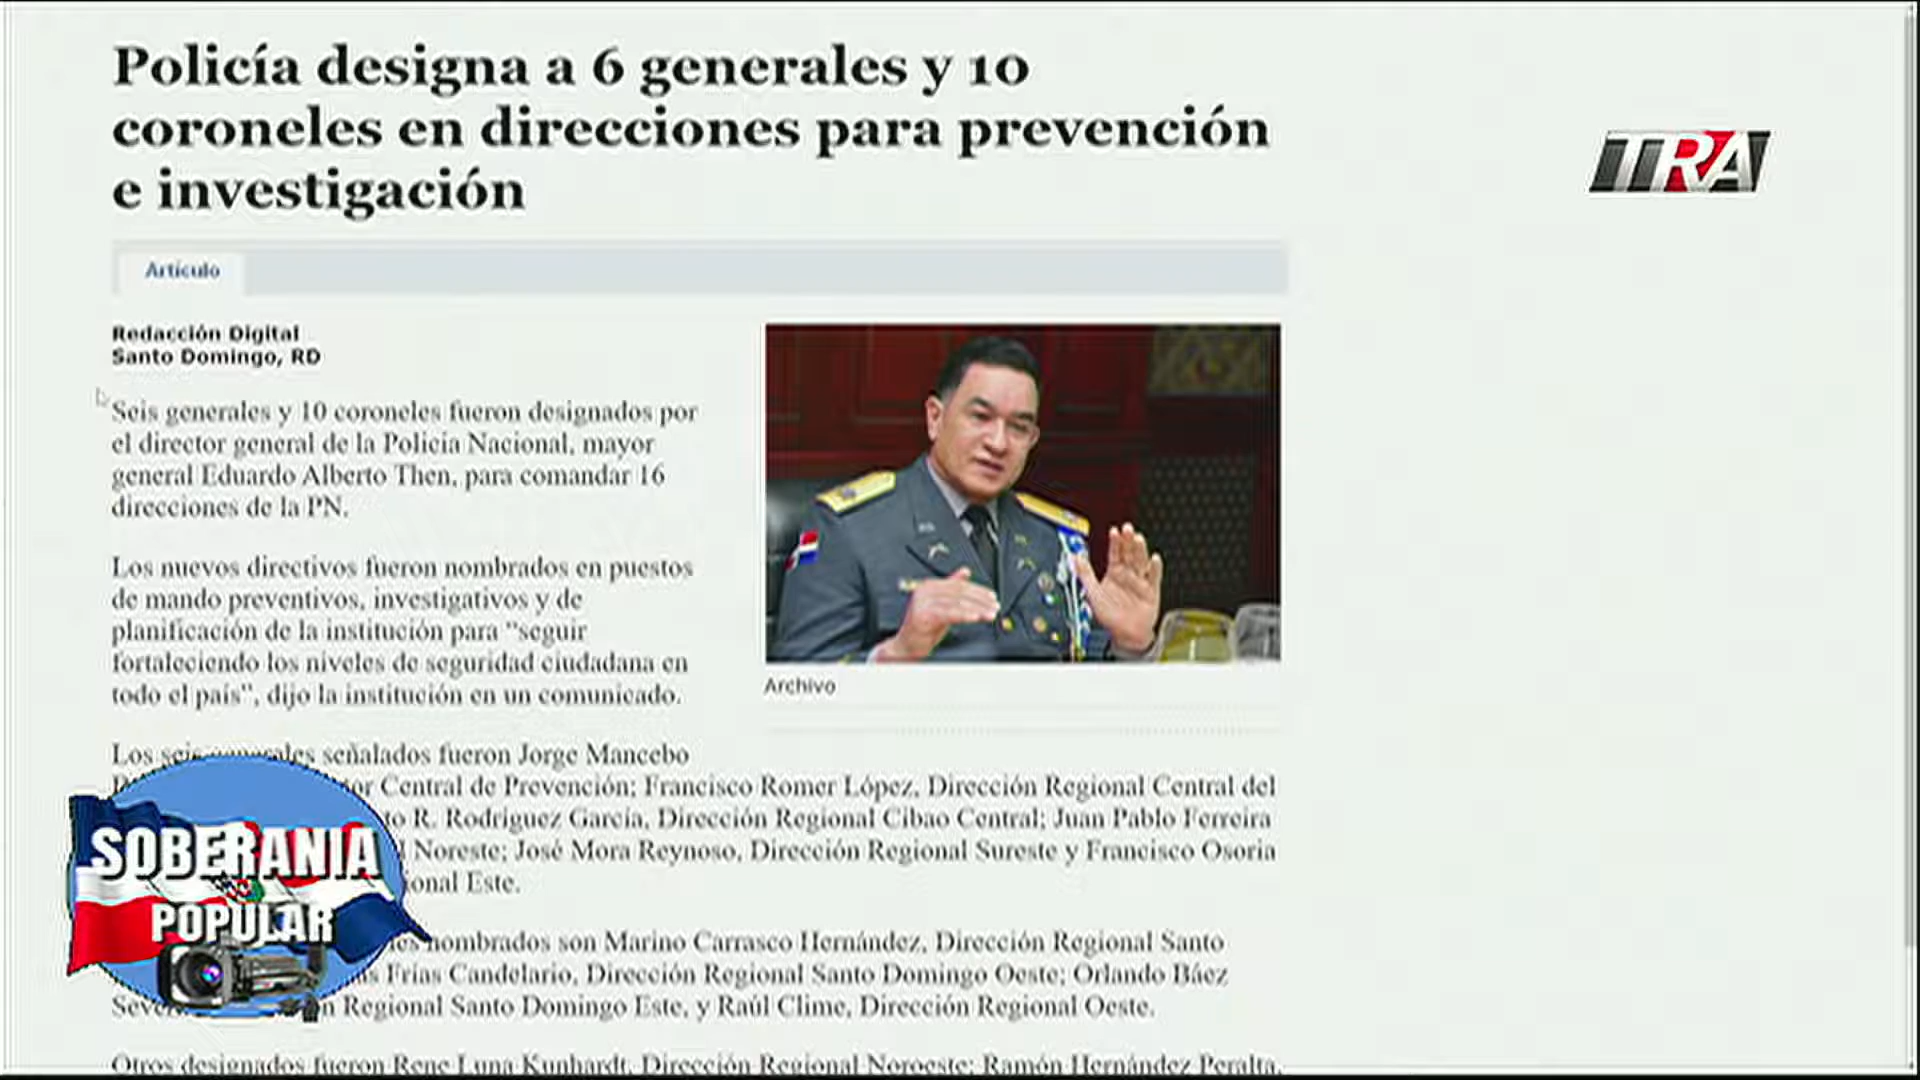 Policía designa a 6 generales y 10
coroneles en direcciones para prevención
e investigación
TRA
Artículo
Redacción Digital
Santo Domingo, RD
Seis generales y 10 coroneles fueron designados por
el director general de la Policía Nacional, mayor
general Eduardo Alberto Then, para comandar 16
direcciones de la PN.
Los nuevos directivos fueron nombrados en puestos
de mando preventivos, investigativos y de
planificación de la institución para "seguir
fortaleciendo los niveles de seguridad ciudadana en
todo el país", dijo la institución en un comunicado.
Archivo
Los seis generales señalados fueron Jorge Mancebo
Central de Prevención; Francisco Romer López, Dirección Regional Central del
R. Rodríguez García, Dirección Regional Cibao Central; Juan Pablo Ferreira
Noreste; José Mora Reynoso, Dirección Regional Sureste y Francisco Osoria
Este.
nombrados son Marino Carrasco Hernández, Dirección Regional Santo
Frías Candelario, Dirección Regional Santo Domingo Oeste; Orlando Báez
Regional Santo Domingo Este, y Raúl Clime, Dirección Regional Oeste.
Otros designados fueron Rene Luna Kunhardt, Dirección Regional Noroeste; Ramón Hernández Peralta,
SOBERANIA
POPULAR